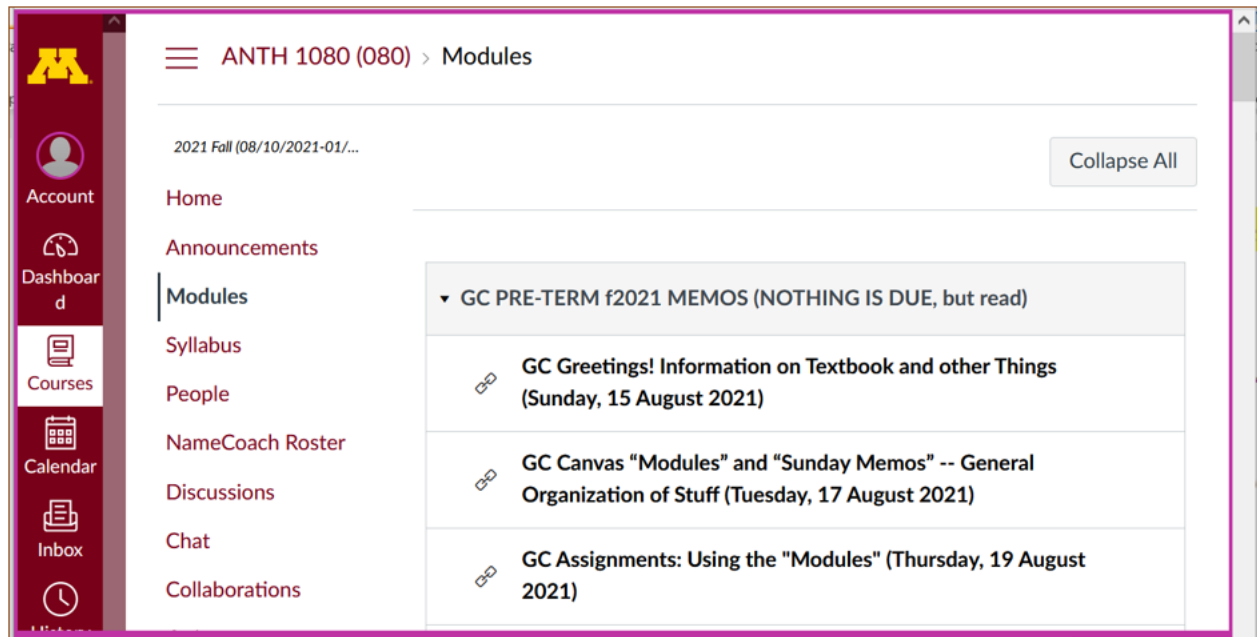 M
ANTH 1080 (080) > Modules
2021 Fall (08/10/2021-01/...
Collapse All
Account
Dashboar
d
Courses
Calendar
Inbox
Home
Announcements
Modules
Syllabus
People
NameCoach Roster
Discussions
Chat
Collaborations
GC PRE-TERM f2021 MEMOS (NOTHING IS DUE, but read)
GC Greetings! Information on Textbook and other Things
(Sunday, 15 August 2021)
GC Canvas “Modules” and “Sunday Memos” -- General
Organization of Stuff (Tuesday, 17 August 2021)
GC Assignments: Using the "Modules" (Thursday, 19 August
2021)